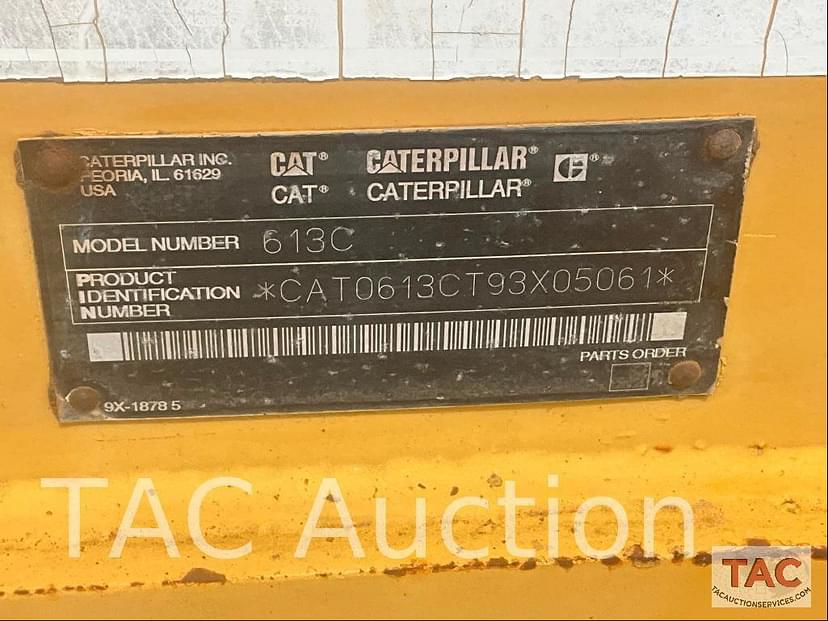 TAC
CATERPILLAR INC.
PEORIA, IL. 61629
USA
CAT® CATERPILLAR® C®
CAT® CATERPILLAR®
MODEL NUMBER 613C
PRODUCT
IDENTIFICATION
NUMBER
*CAT0613CT93X05061*
PARTS ORDER
9X-1878 5
TAC Auction
TAC
TACAUCTIONSERVICES.COM